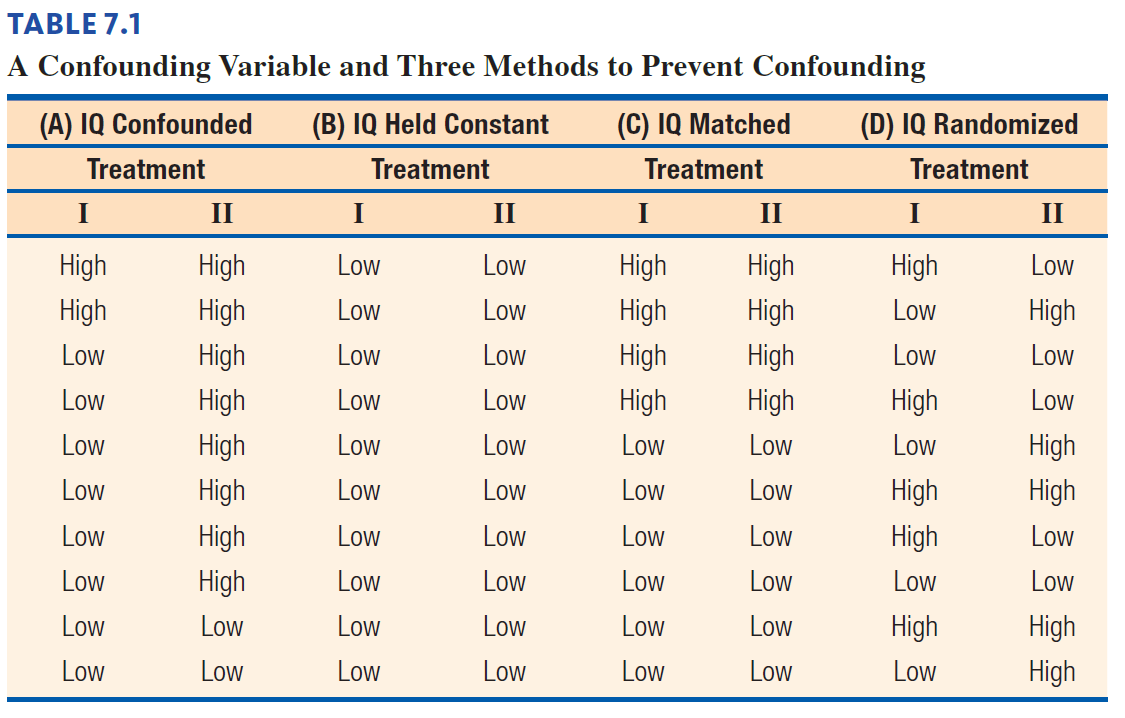 TABLE 7.1
A Confounding Variable and Three Methods to Prevent Confounding
(A) IQ Confounded (B) IQ Held Constant (C) IQ Matched (D) IQ Randomized
Treatment Treatment Treatment Treatment
I II I II I II I II
High High Low Low High High High Low
High High Low Low High High Low High
Low High Low Low High High Low Low
Low High Low Low High High High Low
Low High Low Low Low Low Low High
Low High Low Low Low Low High High
Low High Low Low Low Low High Low
Low High Low Low Low Low Low Low
Low Low Low Low Low Low High High
Low Low Low Low Low Low Low High